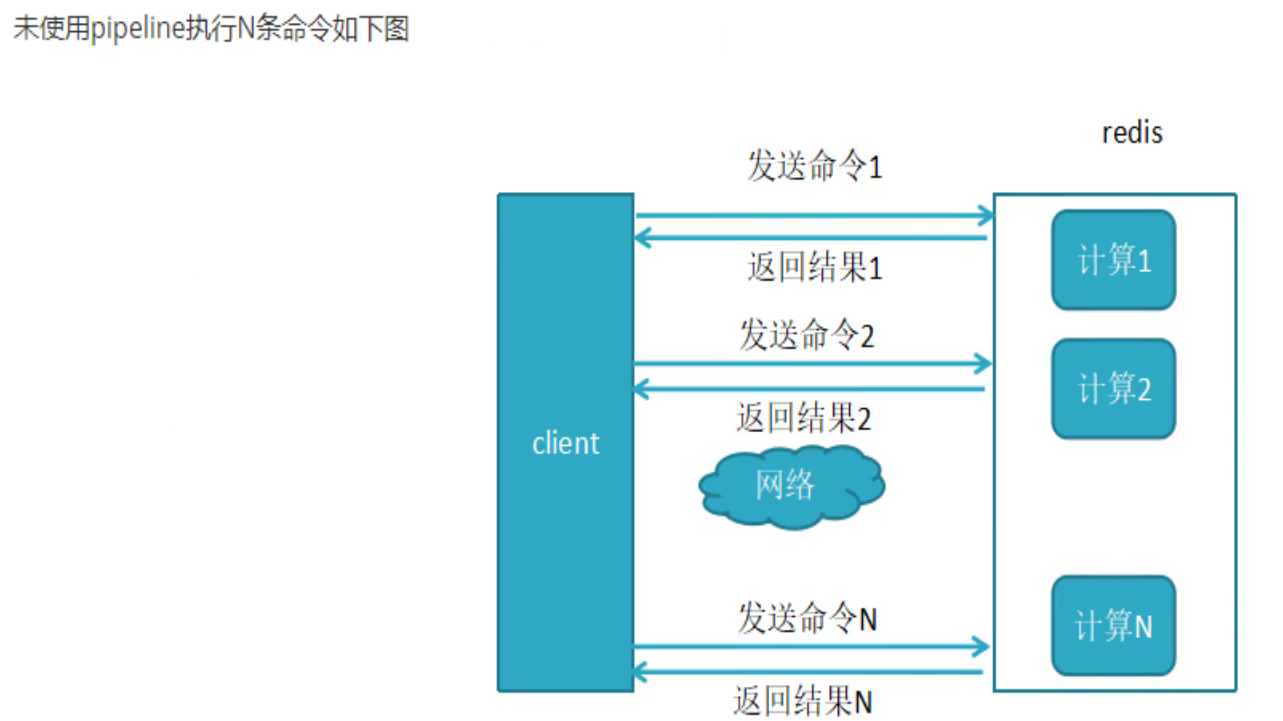 未使用pipeline执行N条命令如下图
redis
发送命令1
返回结果1
计算1
发送命令2
返回结果2
计算2
client
网络
发送命令N
返回结果N
计算N